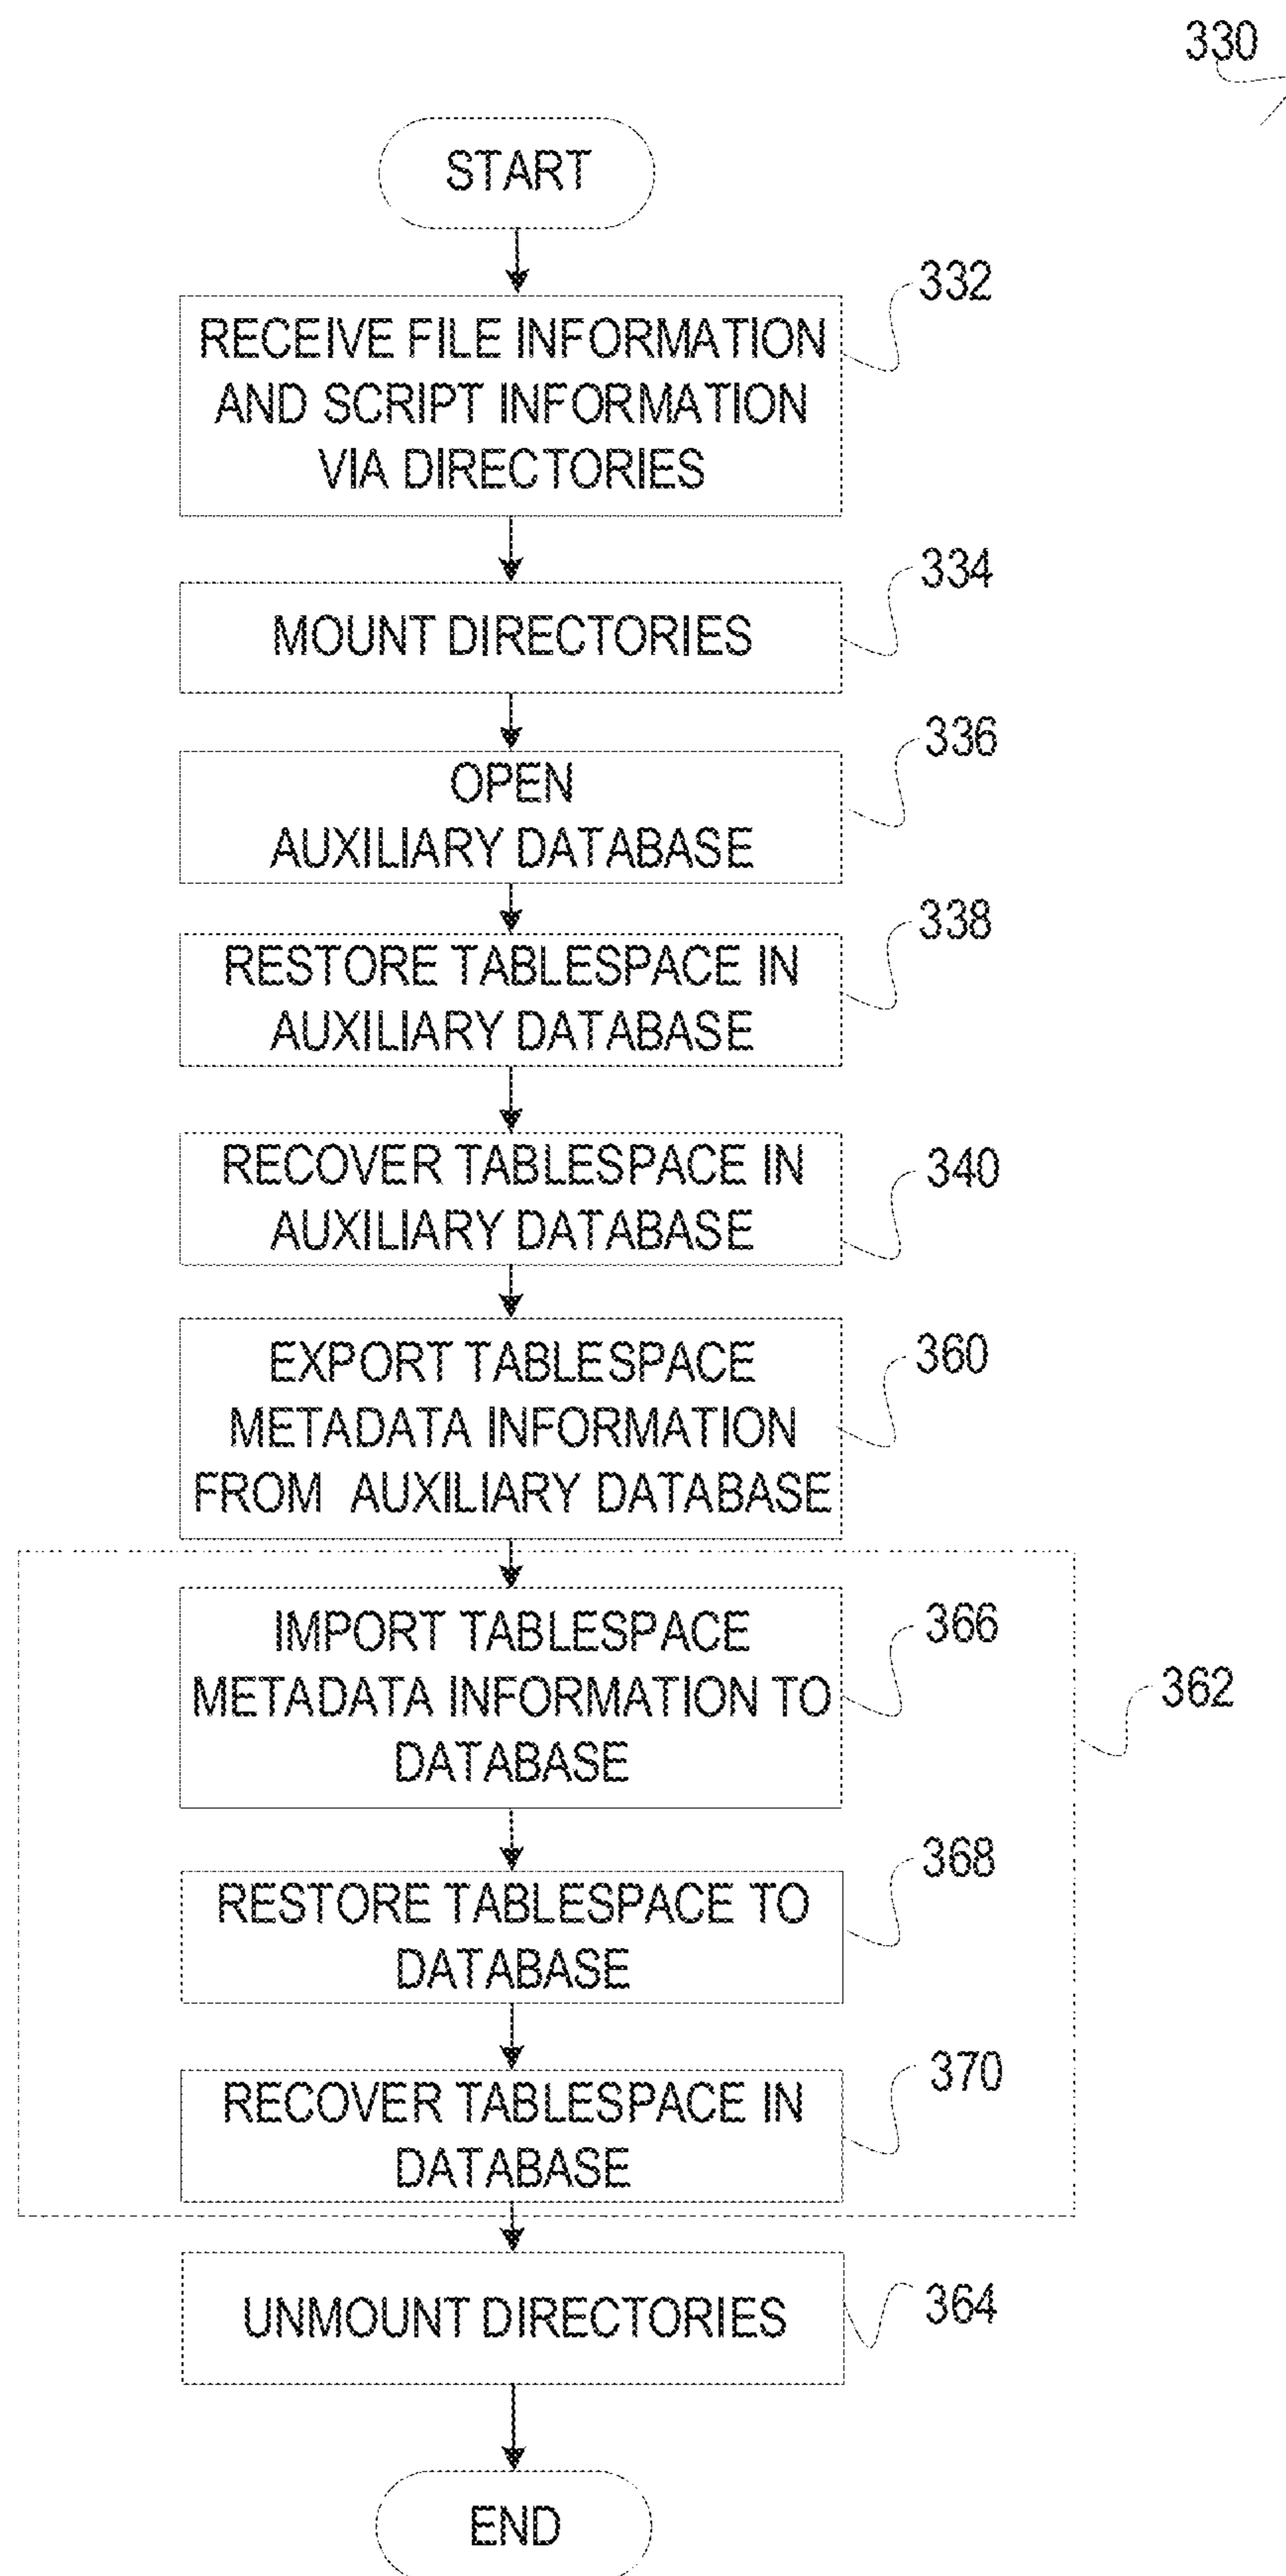 330
START
332
RECEIVE FILE INFORMATION
AND SCRIPT INFORMATION
VIA DIRECTORIES
334
MOUNT DIRECTORIES
336
OPEN
AUXILIARY DATABASE
338
RESTORE TABLESPACE IN
AUXILIARY DATABASE
340
RECOVER TABLESPACE IN
AUXILIARY DATABASE
360
EXPORT TABLESPACE
METADATA INFORMATION
FROM AUXILIARY DATABASE
366
IMPORT TABLESPACE
METADATA INFORMATION TO
DATABASE
362
368
RESTORE TABLESPACE TO
DATABASE
370
RECOVER TABLESPACE IN
DATABASE
364
UNMOUNT DIRECTORIES
END